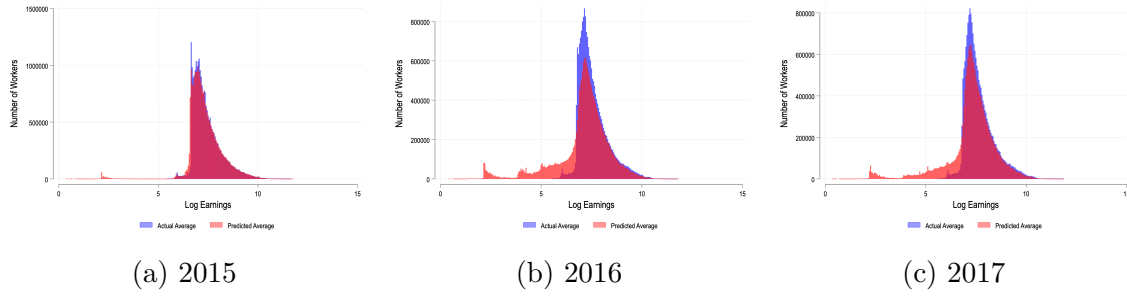 Number of Workers
1500000
1000000
500000
0
0 5 10 15
Log Earnings
Actual Average Predicted Average
(a) 2015
Number of Workers
800000
600000
400000
200000
0
0 5 10 15
Log Earnings
Actual Average Predicted Average
(b) 2016
Number of Workers
800000
600000
400000
200000
0
0 5 10
Log Earnings
Actual Average Predicted Average
(c) 2017